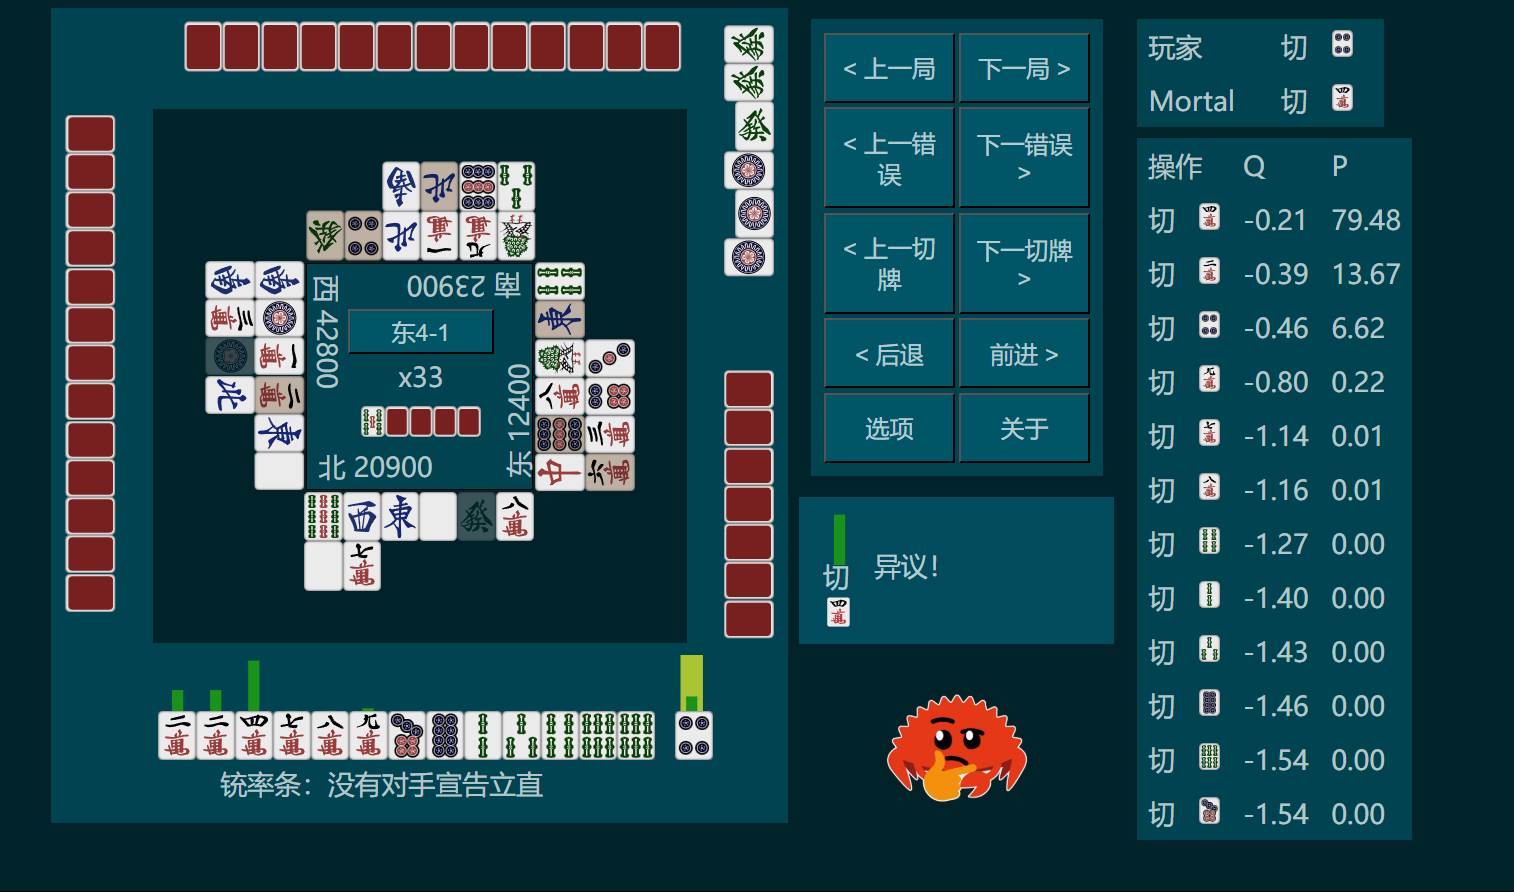 < 上一局
下一局 >
< 上一错
误
下一错误
>
< 上一切
牌
下一切牌
>
< 后退
前进 >
选项
关于
玩家 切
Mortal 切
操作 Q P
切 -0.21 79.48
切 -0.39 13.67
切 -0.46 6.62
切 -0.80 0.22
切 -1.14 0.01
切 -1.16 0.01
切 -1.27 0.00
切 -1.40 0.00
切 -1.43 0.00
切 -1.46 0.00
切 -1.54 0.00
切 -1.54 0.00
南 23900
西 42800
东4-1
x33
东 12400
北 20900
切
异议!
铳率条：没有对手宣告立直